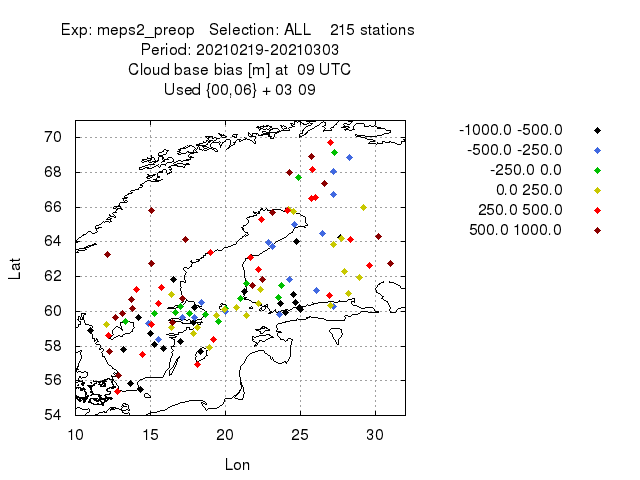 Exp: meps2_preop Selection: ALL 215 stations
Period: 20210219-20210303
Cloud base bias [m] at 09 UTC
Used {00,06} + 03 09
-1000.0 -500.0
-500.0 -250.0
-250.0 0.0
0.0 250.0
250.0 500.0
500.0 1000.0
Lat
70
68
66
64
62
60
58
56
54
10 15 20 25 30
Lon